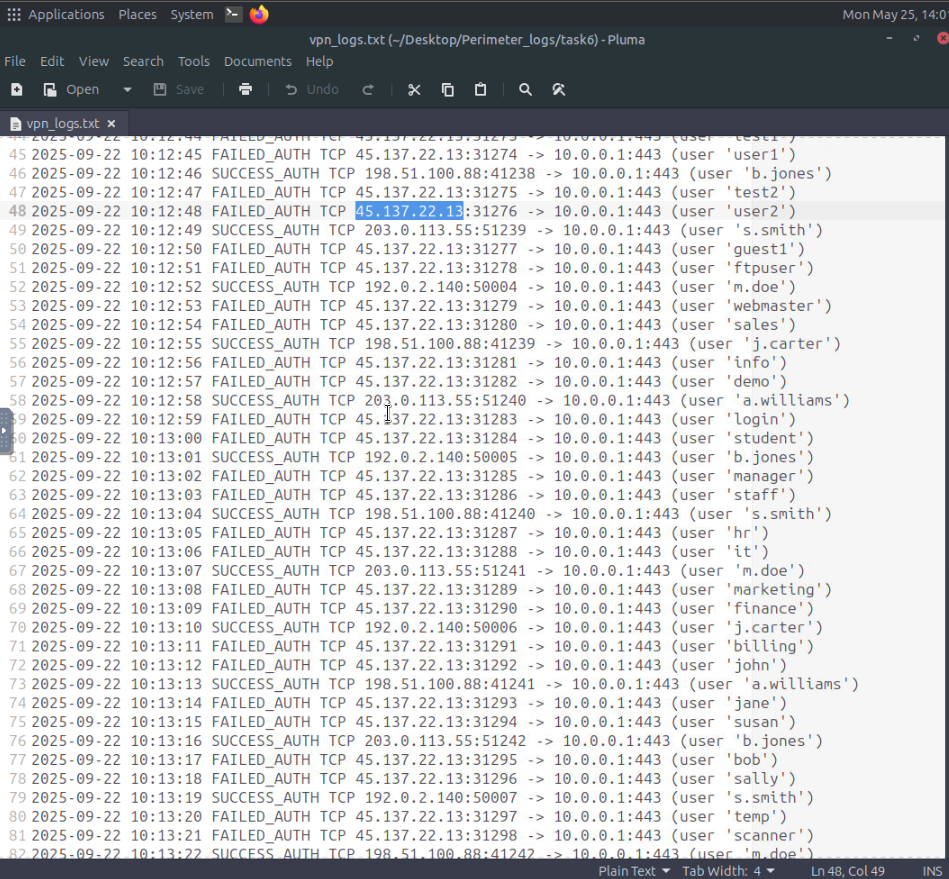 Applications Places System Mon May 25, 14:01
vpn_logs.txt (~/Desktop/Perimeter_logs/task6) - Pluma
File Edit View Search Tools Documents Help
Open Save Undo
vpn_logs.txt
44 2025-09-22 10:12:44 FAILED_AUTH TCP 45.137.22.13:31273 -> 10.0.0.1:443 (user 'test1')
45 2025-09-22 10:12:45 FAILED_AUTH TCP 45.137.22.13:31274 -> 10.0.0.1:443 (user 'user1')
46 2025-09-22 10:12:46 SUCCESS_AUTH TCP 198.51.100.88:41238 -> 10.0.0.1:443 (user 'b.jones')
47 2025-09-22 10:12:47 FAILED_AUTH TCP 45.137.22.13:31275 -> 10.0.0.1:443 (user 'test2')
48 2025-09-22 10:12:48 FAILED_AUTH TCP 45.137.22.13:31276 -> 10.0.0.1:443 (user 'user2')
49 2025-09-22 10:12:49 SUCCESS_AUTH TCP 203.0.113.55:51239 -> 10.0.0.1:443 (user 's.smith')
50 2025-09-22 10:12:50 FAILED_AUTH TCP 45.137.22.13:31277 -> 10.0.0.1:443 (user 'guest1')
51 2025-09-22 10:12:51 FAILED_AUTH TCP 45.137.22.13:31278 -> 10.0.0.1:443 (user 'ftpuser')
52 2025-09-22 10:12:52 SUCCESS_AUTH TCP 192.0.2.140:50004 -> 10.0.0.1:443 (user 'm.doe')
53 2025-09-22 10:12:53 FAILED_AUTH TCP 45.137.22.13:31279 -> 10.0.0.1:443 (user 'webmaster')
54 2025-09-22 10:12:54 FAILED_AUTH TCP 45.137.22.13:31280 -> 10.0.0.1:443 (user 'sales')
55 2025-09-22 10:12:55 SUCCESS_AUTH TCP 198.51.100.88:41239 -> 10.0.0.1:443 (user 'j.carter')
56 2025-09-22 10:12:56 FAILED_AUTH TCP 45.137.22.13:31281 -> 10.0.0.1:443 (user 'info')
57 2025-09-22 10:12:57 FAILED_AUTH TCP 45.137.22.13:31282 -> 10.0.0.1:443 (user 'demo')
58 2025-09-22 10:12:58 SUCCESS_AUTH TCP 203.0.113.55:51240 -> 10.0.0.1:443 (user 'a.williams')
59 2025-09-22 10:12:59 FAILED_AUTH TCP 45.137.22.13:31283 -> 10.0.0.1:443 (user 'login')
60 2025-09-22 10:13:00 FAILED_AUTH TCP 45.137.22.13:31284 -> 10.0.0.1:443 (user 'student')
61 2025-09-22 10:13:01 SUCCESS_AUTH TCP 192.0.2.140:50005 -> 10.0.0.1:443 (user 'b.jones')
62 2025-09-22 10:13:02 FAILED_AUTH TCP 45.137.22.13:31285 -> 10.0.0.1:443 (user 'manager')
63 2025-09-22 10:13:03 FAILED_AUTH TCP 45.137.22.13:31286 -> 10.0.0.1:443 (user 'staff')
64 2025-09-22 10:13:04 SUCCESS_AUTH TCP 198.51.100.88:41240 -> 10.0.0.1:443 (user 's.smith')
65 2025-09-22 10:13:05 FAILED_AUTH TCP 45.137.22.13:31287 -> 10.0.0.1:443 (user 'hr')
66 2025-09-22 10:13:06 FAILED_AUTH TCP 45.137.22.13:31288 -> 10.0.0.1:443 (user 'it')
67 2025-09-22 10:13:07 SUCCESS_AUTH TCP 203.0.113.55:51241 -> 10.0.0.1:443 (user 'm.doe')
68 2025-09-22 10:13:08 FAILED_AUTH TCP 45.137.22.13:31289 -> 10.0.0.1:443 (user 'marketing')
69 2025-09-22 10:13:09 FAILED_AUTH TCP 45.137.22.13:31290 -> 10.0.0.1:443 (user 'finance')
70 2025-09-22 10:13:10 SUCCESS_AUTH TCP 192.0.2.140:50006 -> 10.0.0.1:443 (user 'j.carter')
71 2025-09-22 10:13:11 FAILED_AUTH TCP 45.137.22.13:31291 -> 10.0.0.1:443 (user 'billing')
72 2025-09-22 10:13:12 FAILED_AUTH TCP 45.137.22.13:31292 -> 10.0.0.1:443 (user 'john')
73 2025-09-22 10:13:13 SUCCESS_AUTH TCP 198.51.100.88:41241 -> 10.0.0.1:443 (user 'a.williams')
74 2025-09-22 10:13:14 FAILED_AUTH TCP 45.137.22.13:31293 -> 10.0.0.1:443 (user 'jane')
75 2025-09-22 10:13:15 FAILED_AUTH TCP 45.137.22.13:31294 -> 10.0.0.1:443 (user 'susan')
76 2025-09-22 10:13:16 SUCCESS_AUTH TCP 203.0.113.55:51242 -> 10.0.0.1:443 (user 'b.jones')
77 2025-09-22 10:13:17 FAILED_AUTH TCP 45.137.22.13:31295 -> 10.0.0.1:443 (user 'bob')
78 2025-09-22 10:13:18 FAILED_AUTH TCP 45.137.22.13:31296 -> 10.0.0.1:443 (user 'sally')
79 2025-09-22 10:13:19 SUCCESS_AUTH TCP 192.0.2.140:50007 -> 10.0.0.1:443 (user 's.smith')
80 2025-09-22 10:13:20 FAILED_AUTH TCP 45.137.22.13:31297 -> 10.0.0.1:443 (user 'temp')
81 2025-09-22 10:13:21 FAILED_AUTH TCP 45.137.22.13:31298 -> 10.0.0.1:443 (user 'scanner')
82 2025-09-22 10:13:22 SUCCESS_AUTH TCP 198.51.100.88:41242 -> 10.0.0.1:443 (user 'm.doe')
Plain Text Tab Width: 4 Ln 48, Col 49 INS